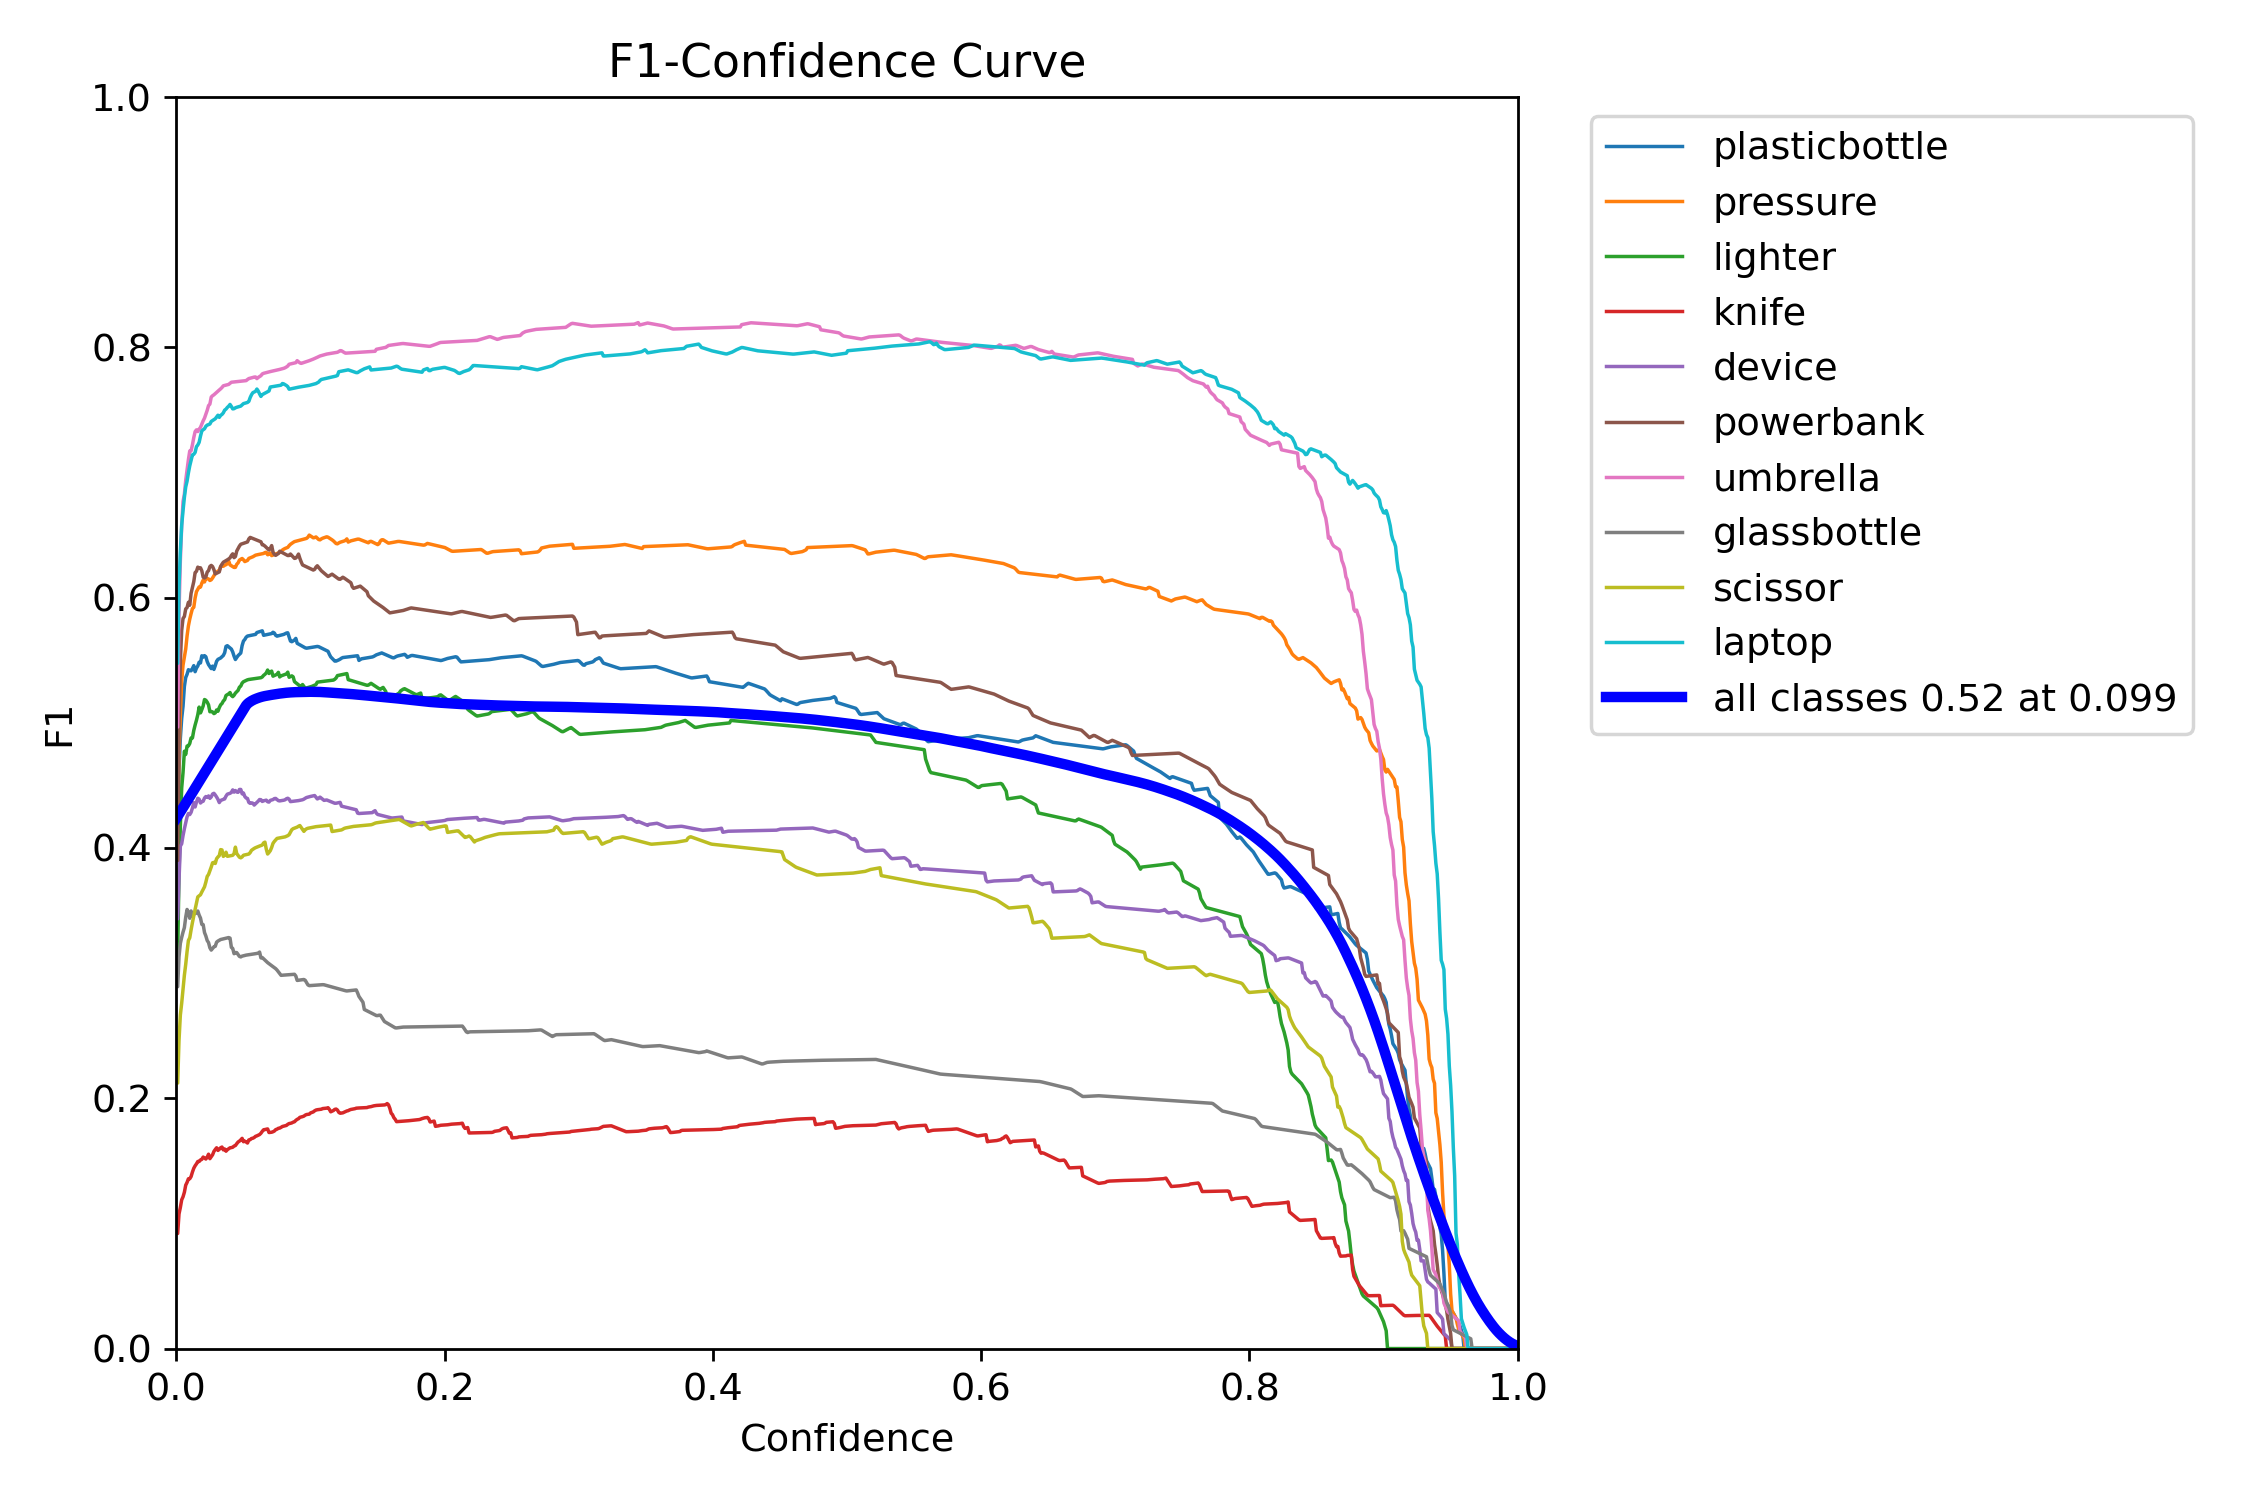 F1-Confidence Curve
1.0
0.8
0.6
0.4
0.2
0.0
F1
0.0 0.2 0.4 0.6 0.8 1.0
Confidence
plasticbottle
pressure
lighter
knife
device
powerbank
umbrella
glassbottle
scissor
laptop
all classes 0.52 at 0.099